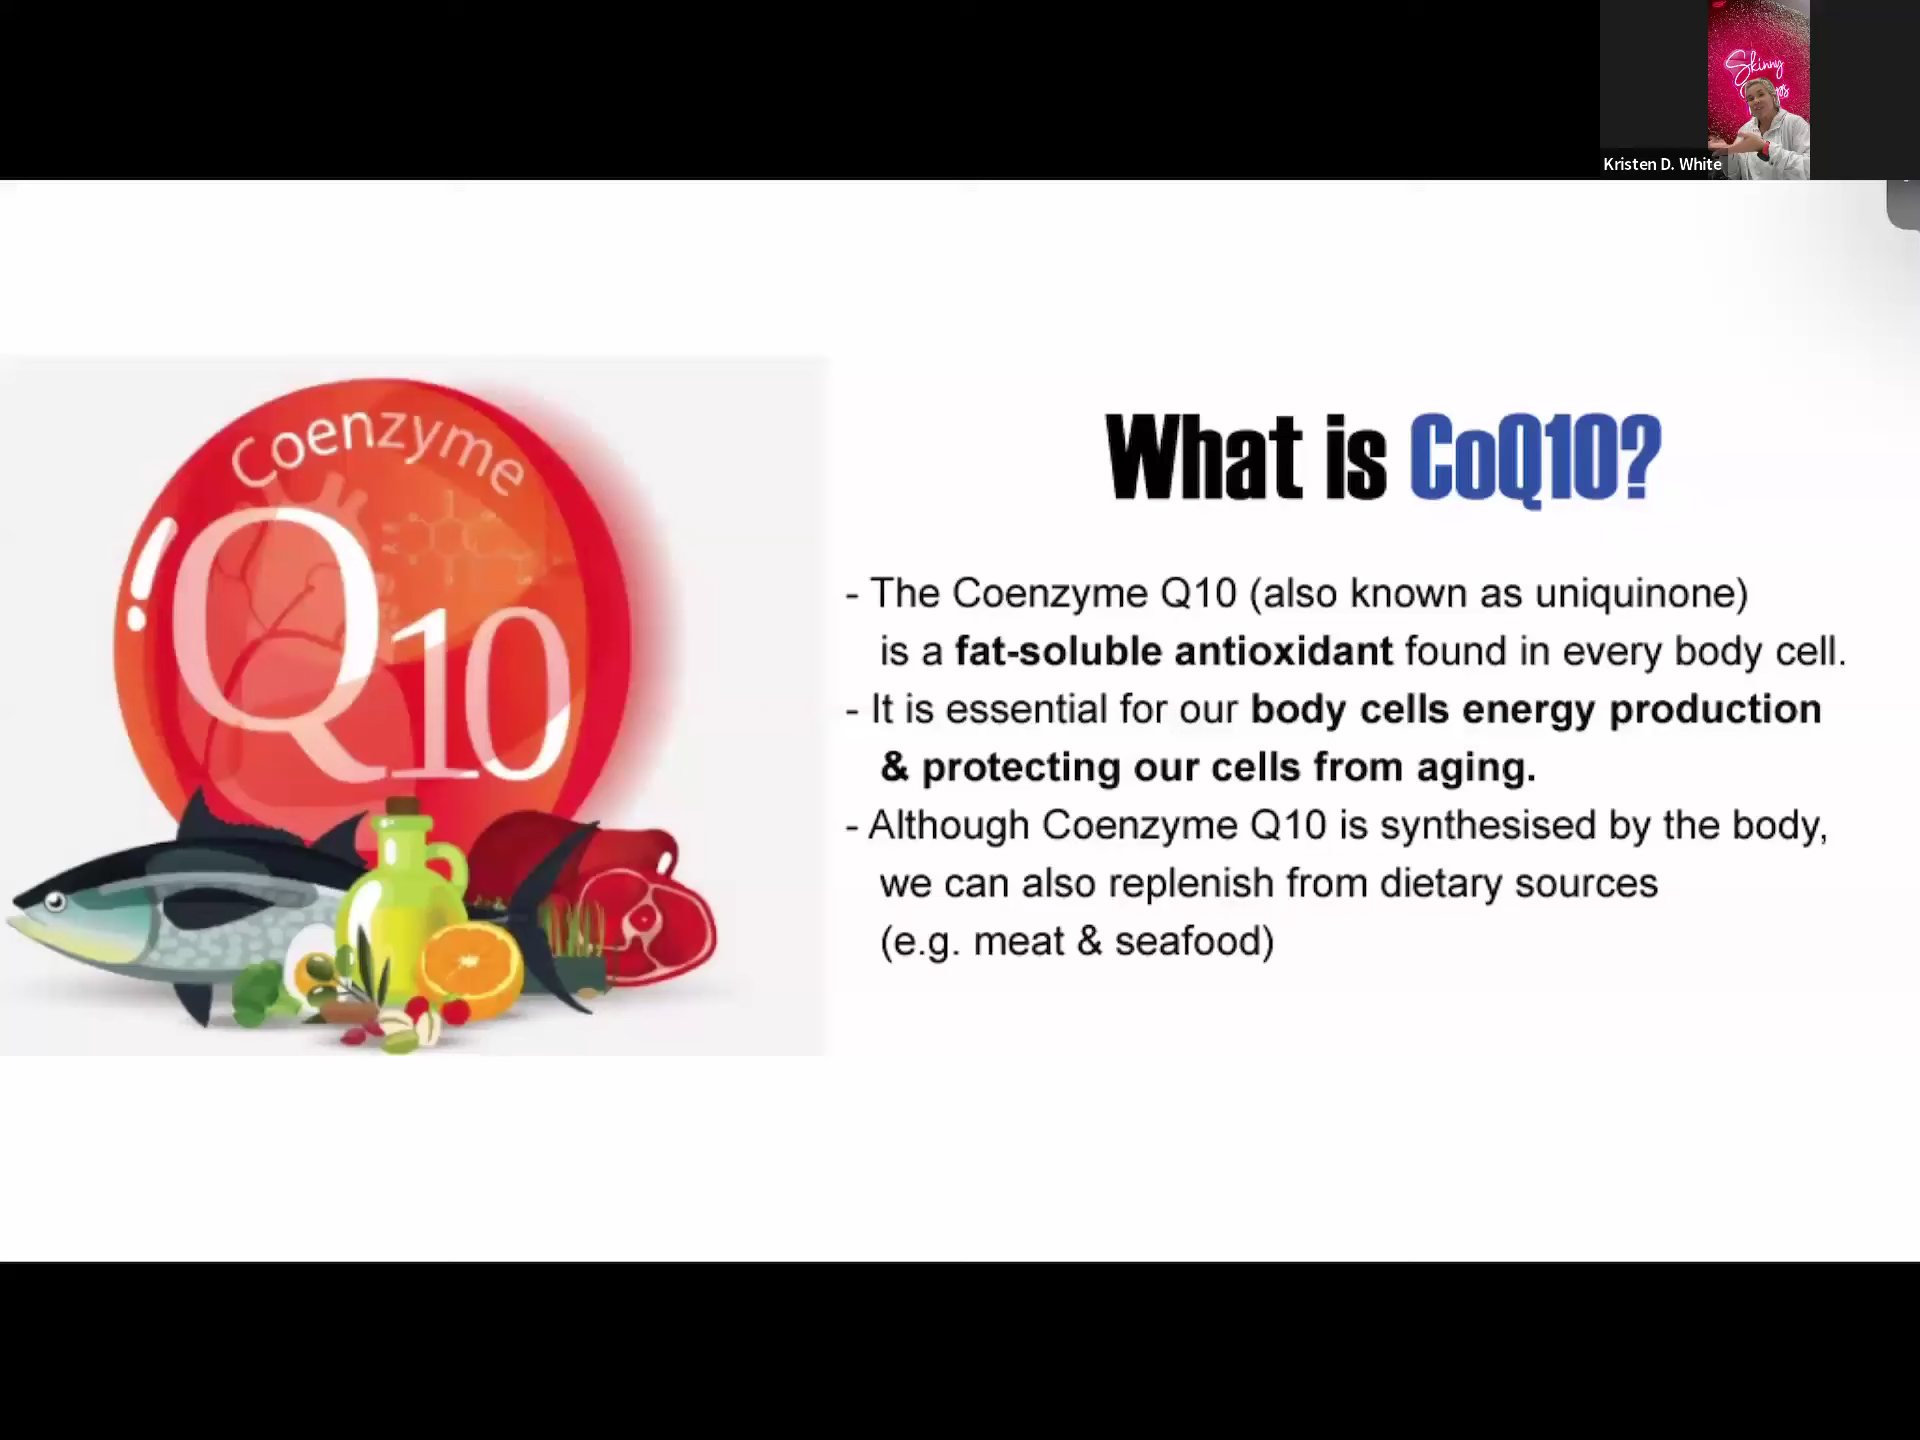 Skinny
Kristen D. White
Coenzyme
Q10
What is CoQ10?
- The Coenzyme Q10 (also known as uniquinone)
is a fat-soluble antioxidant found in every body cell.
- It is essential for our body cells energy production
& protecting our cells from aging.
- Although Coenzyme Q10 is synthesised by the body,
we can also replenish from dietary sources
(e.g. meat & seafood)